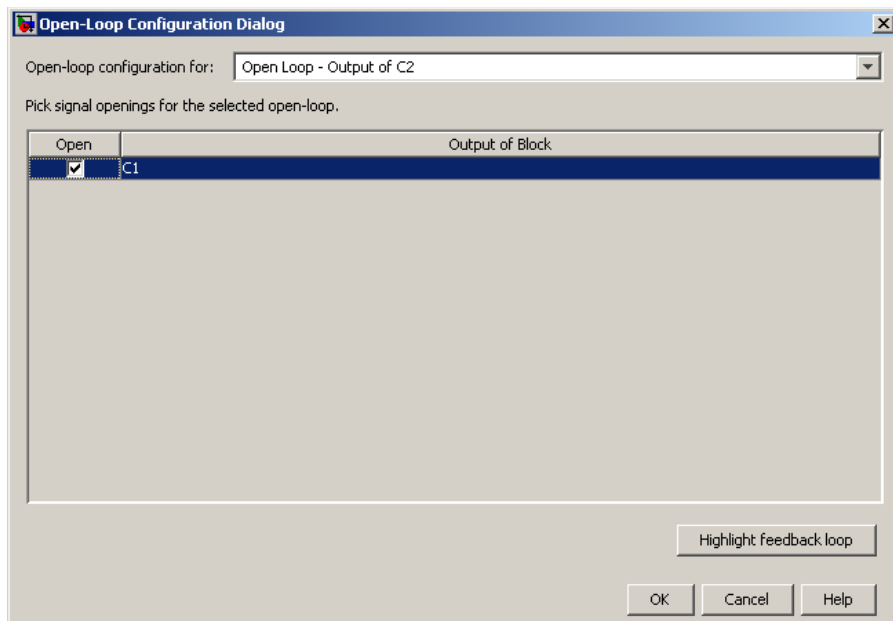 Open-Loop Configuration Dialog
Open-loop configuration for: Open Loop - Output of C2
Pick signal openings for the selected open-loop.
Open Output of Block
C1
Highlight feedback loop
OK Cancel Help